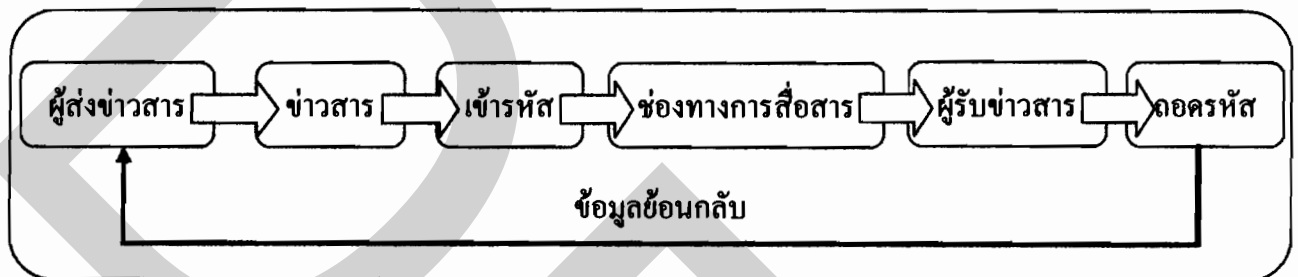 ผู้ส่งข่าวสาร ข่าวสาร เข้ารหัส ช่องทางการสื่อสาร ผู้รับข่าวสาร ถอดรหัส
ข้อมูลย้อนกลับ